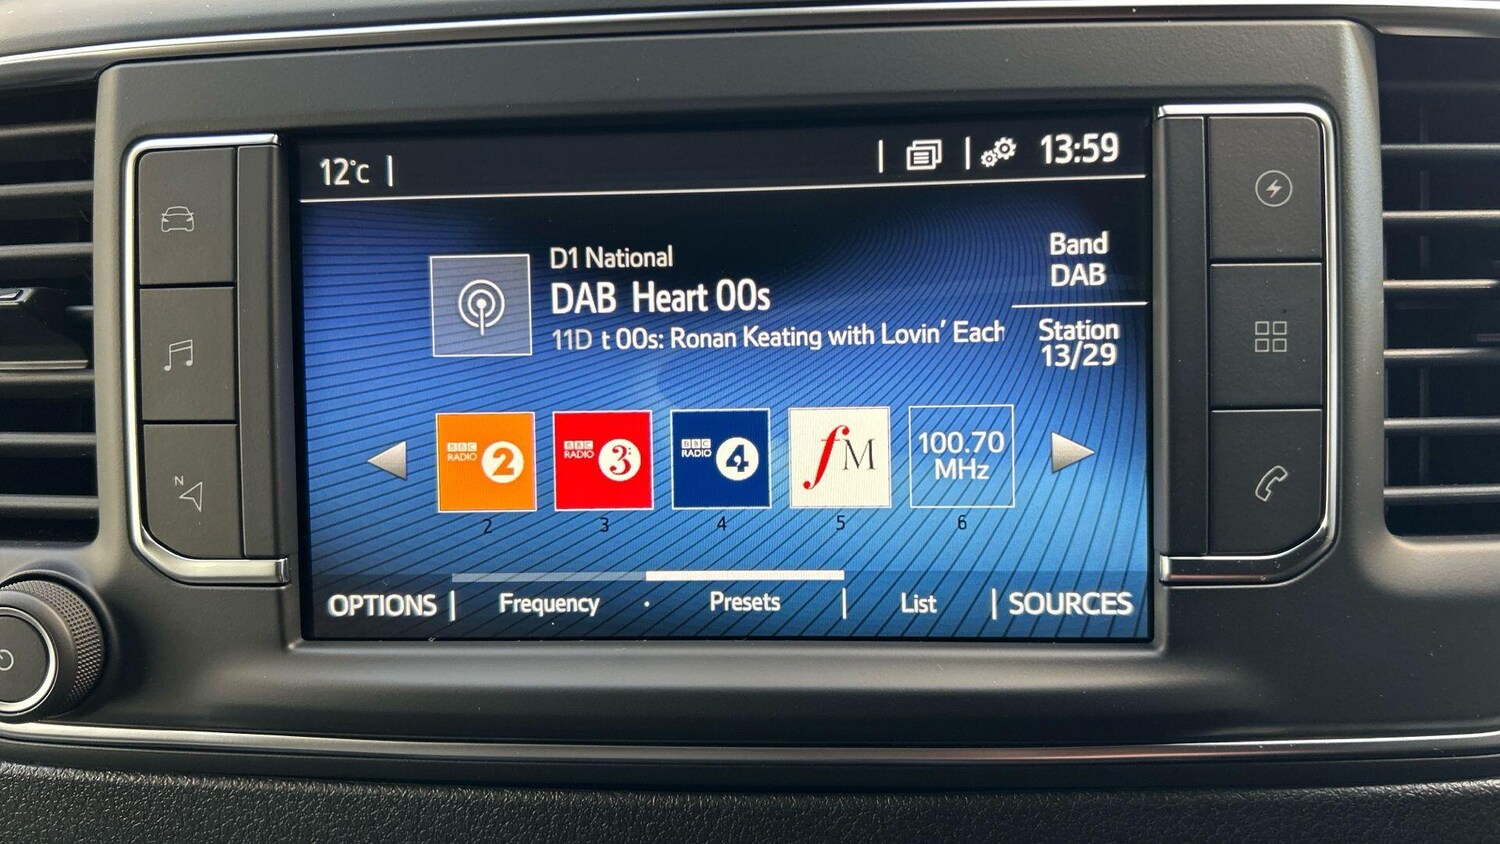 12°C
13:59
D1 National
DAB Heart 00s
11D t 00s: Ronan Keating with Lovin' Each
Band
DAB
Station
13/29
BBC
RADIO 2
BBC
RADIO 3
BBC
RADIO 4
fM
100.70
MHz
2
3
4
5
6
OPTIONS
Frequency
Presets
List
SOURCES
N